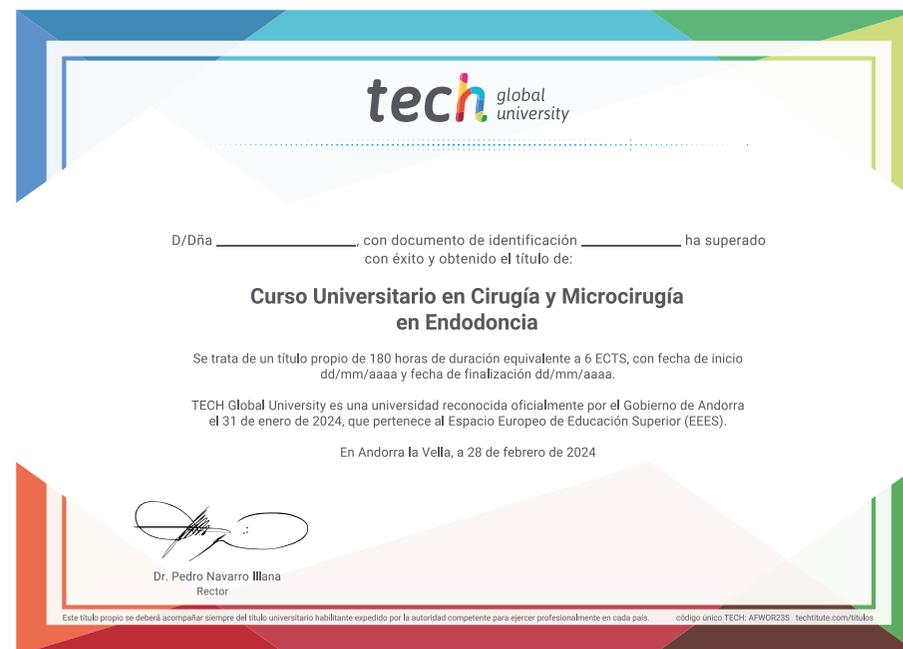 tech global university
D/Dña ____________________, con documento de identificación ______________ ha superado
con éxito y obtenido el título de:
Curso Universitario en Cirugía y Microcirugía
en Endodoncia
Se trata de un título propio de 180 horas de duración equivalente a 6 ECTS, con fecha de inicio
dd/mm/aaaa y fecha de finalización dd/mm/aaaa.
TECH Global University es una universidad reconocida oficialmente por el Gobierno de Andorra
el 31 de enero de 2024, que pertenece al Espacio Europeo de Educación Superior (EEES).
En Andorra la Vella, a 28 de febrero de 2024
Dr. Pedro Navarro Illana
Rector
Este título propio se deberá acompañar siempre del título universitario habilitante expedido por la autoridad competente para ejercer profesionalmente en cada país. código único TECH: AFWOR23S techtitute.com/titulos